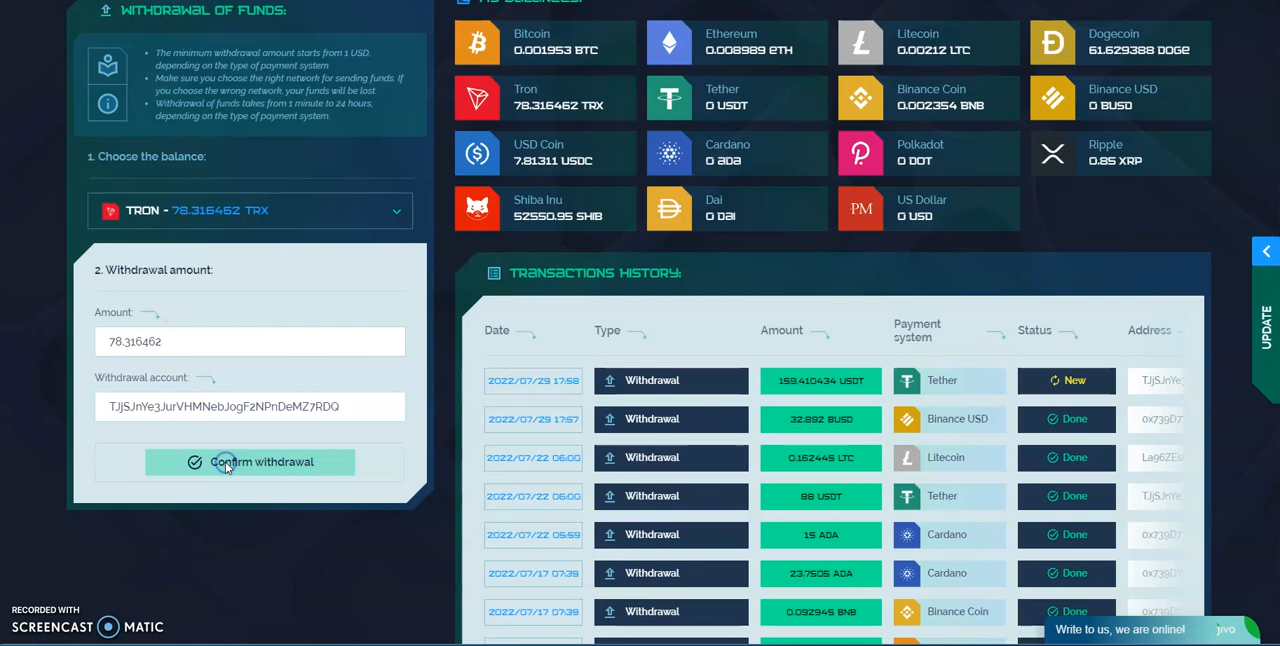 WITHDRAWAL OF FUNDS:
• The minimum withdrawal amount starts from 1 USD,
depending on the type of payment system.
• Make sure you choose the right network for sending funds. If
you choose the wrong network, your funds will be lost.
• Withdrawal of funds takes from 1 minute to 24 hours,
depending on the type of payment system.
1. Choose the balance:
TRON - 78.316462 TRX
2. Withdrawal amount:
Amount:
78.316462
Withdrawal account:
TJjSJnYe3JurVHMNebJogF2NPnDeMZ7RDQ
Confirm withdrawal
RECORDED WITH
SCREENCAST MATIC
MY BALANCES:
Bitcoin
0.001953 BTC
Ethereum
0.008989 ETH
Litecoin
0.00212 LTC
Dogecoin
61.629388 DOGE
Tron
78.316462 TRX
Tether
0 USDT
Binance Coin
0.002354 BNB
Binance USD
0 BUSD
USD Coin
7.81311 USDC
Cardano
0 ADA
Polkadot
0 DOT
Ripple
0.85 XRP
Shiba Inu
52550.95 SHIB
Dai
0 DAI
PM
US Dollar
0 USD
TRANSACTIONS HISTORY:
Date Type Amount Payment system Status Address
2022/07/29 17:58 Withdrawal 159.410434 USDT Tether New TJjSJnYe
2022/07/29 17:57 Withdrawal 32.892 BUSD Binance USD Done 0x739D7
2022/07/22 06:00 Withdrawal 0.162445 LTC Litecoin Done La96ZEs
2022/07/22 06:00 Withdrawal 88 USDT Tether Done TJjSJnYe
2022/07/22 05:59 Withdrawal 15 ADA Cardano Done 0x739D7
2022/07/17 07:39 Withdrawal 23.7505 ADA Cardano Done 0x739D7
2022/07/17 07:39 Withdrawal 0.092945 BNB Binance Coin Done
UPDATE
Write to us, we are online! jivo